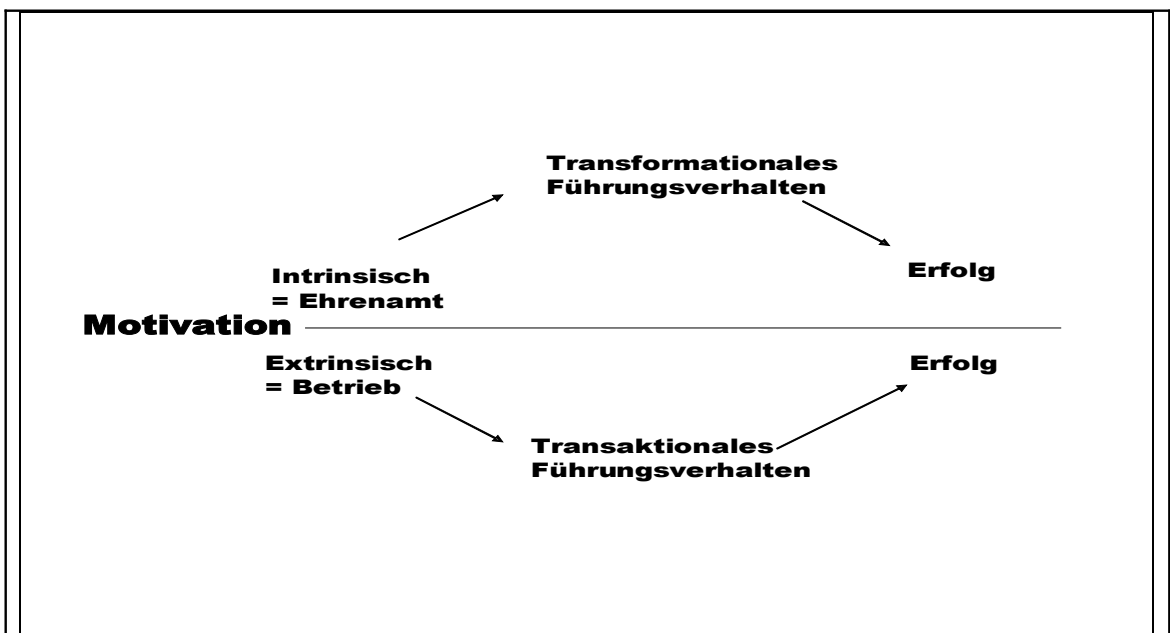 Transformationales
Führungsverhalten
Erfolg
Intrinsisch
= Ehrenamt
Motivation
Extrinsisch
= Betrieb
Erfolg
Transaktionales
Führungsverhalten